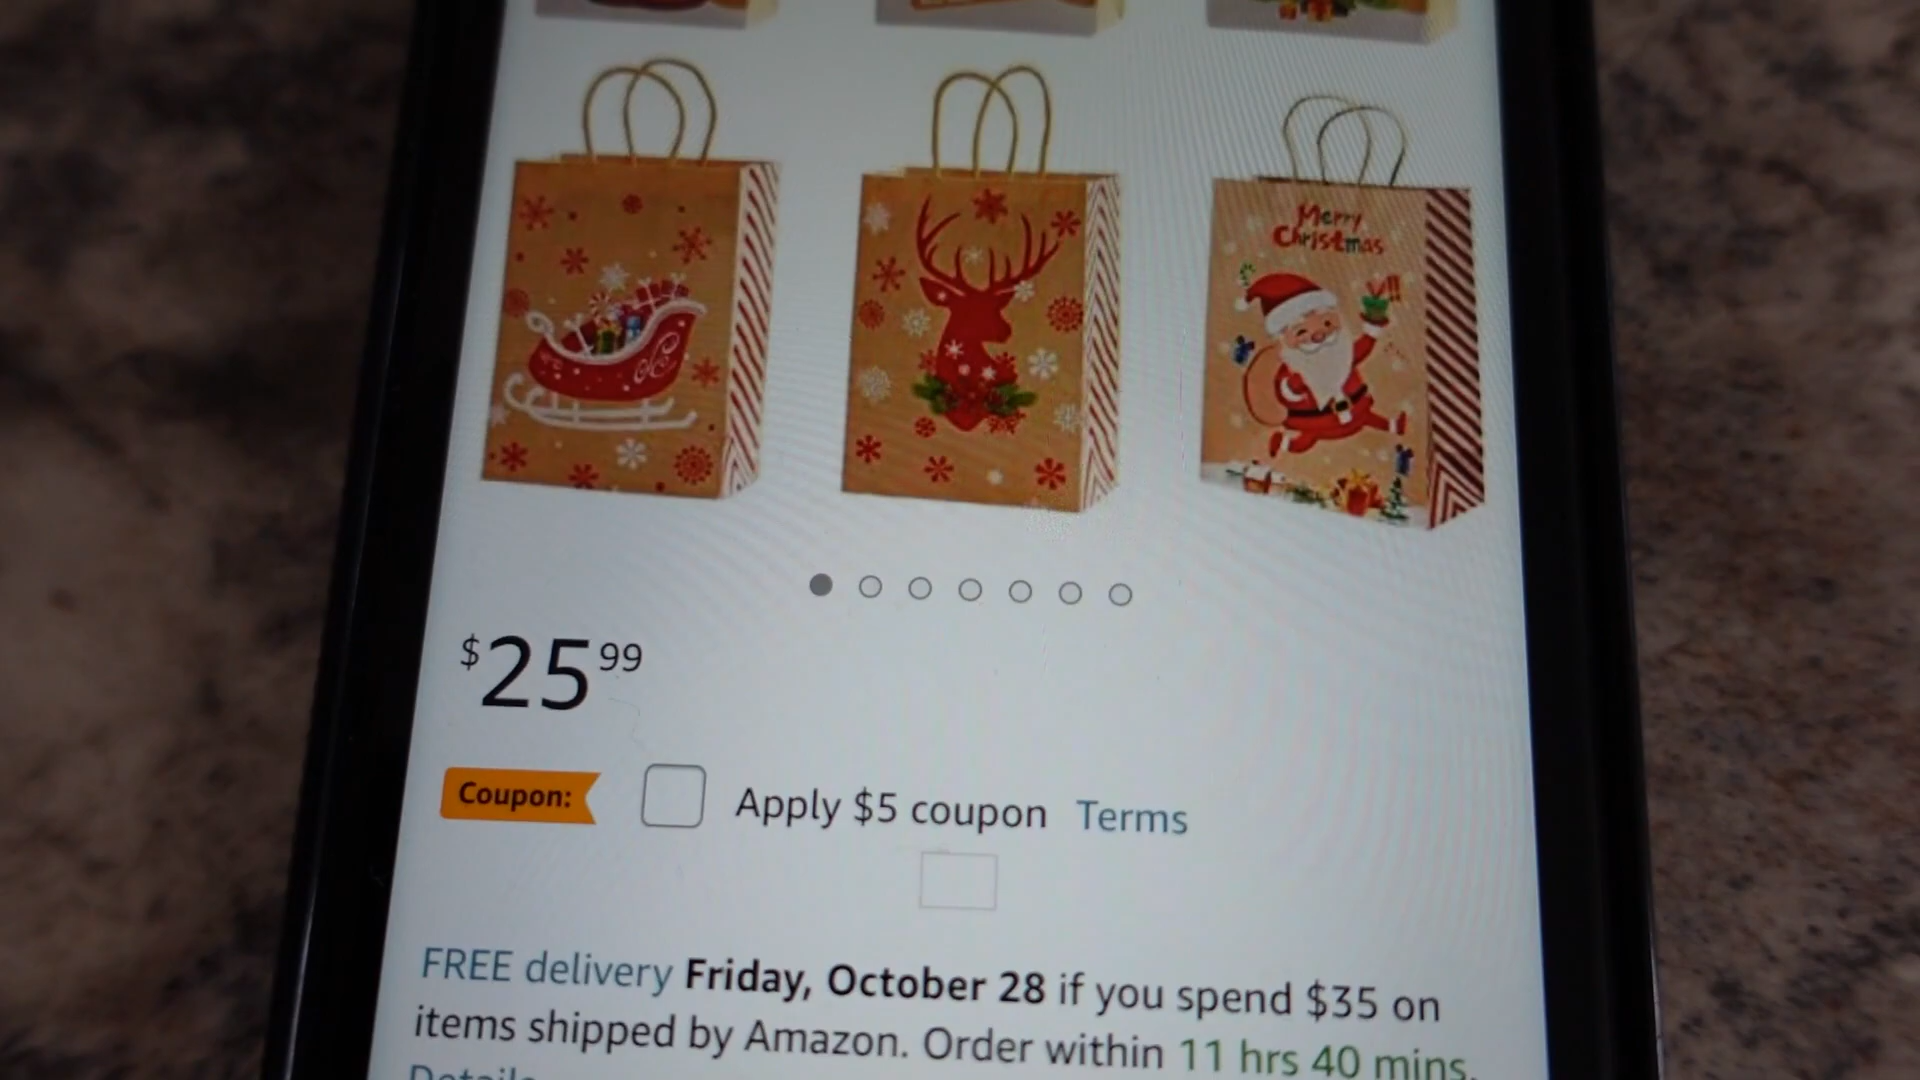 Merry
Christmas
$25 99
Coupon: Apply $5 coupon Terms
FREE delivery Friday, October 28 if you spend $35 on
items shipped by Amazon. Order within 11 hrs 40 mins.
Details